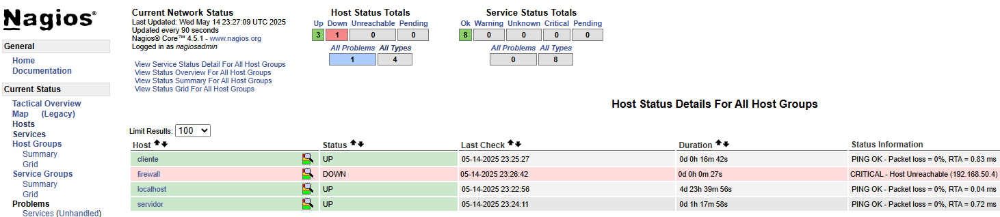 Nagios®
General
Home
Documentation
Current Status
Tactical Overview
Map (Legacy)
Hosts
Services
Host Groups
Summary
Grid
Service Groups
Summary
Grid
Problems
Services (Unhandled)
Current Network Status
Last Updated: Wed May 14 23:27:09 UTC 2025
Updated every 90 seconds
Nagios® Core™ 4.5.1 - www.nagios.org
Logged in as nagiosadmin
View Service Status Detail For All Host Groups
View Status Overview For All Host Groups
View Status Summary For All Host Groups
View Status Grid For All Host Groups
Host Status Totals
Up Down Unreachable Pending
3 1 0 0
All Problems All Types
1 4
Service Status Totals
Ok Warning Unknown Critical Pending
8 0 0 0 0
All Problems All Types
0 8
Host Status Details For All Host Groups
Limit Results: 100
Host Status Last Check Duration Status Information
cliente UP 05-14-2025 23:25:27 0d 0h 16m 42s PING OK - Packet loss = 0%, RTA = 0.83 ms
firewall DOWN 05-14-2025 23:26:42 0d 0h 0m 27s CRITICAL - Host Unreachable (192.168.50.4)
localhost UP 05-14-2025 23:22:56 4d 23h 39m 56s PING OK - Packet loss = 0%, RTA = 0.04 ms
servidor UP 05-14-2025 23:24:11 0d 1h 17m 58s PING OK - Packet loss = 0%, RTA = 0.72 ms